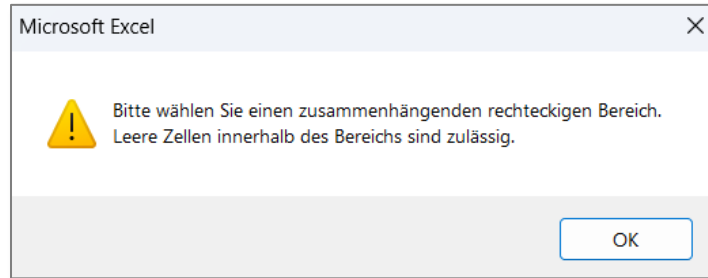 Microsoft Excel
Bitte wählen Sie einen zusammenhängenden rechteckigen Bereich.
Leere Zellen innerhalb des Bereichs sind zulässig.
OK